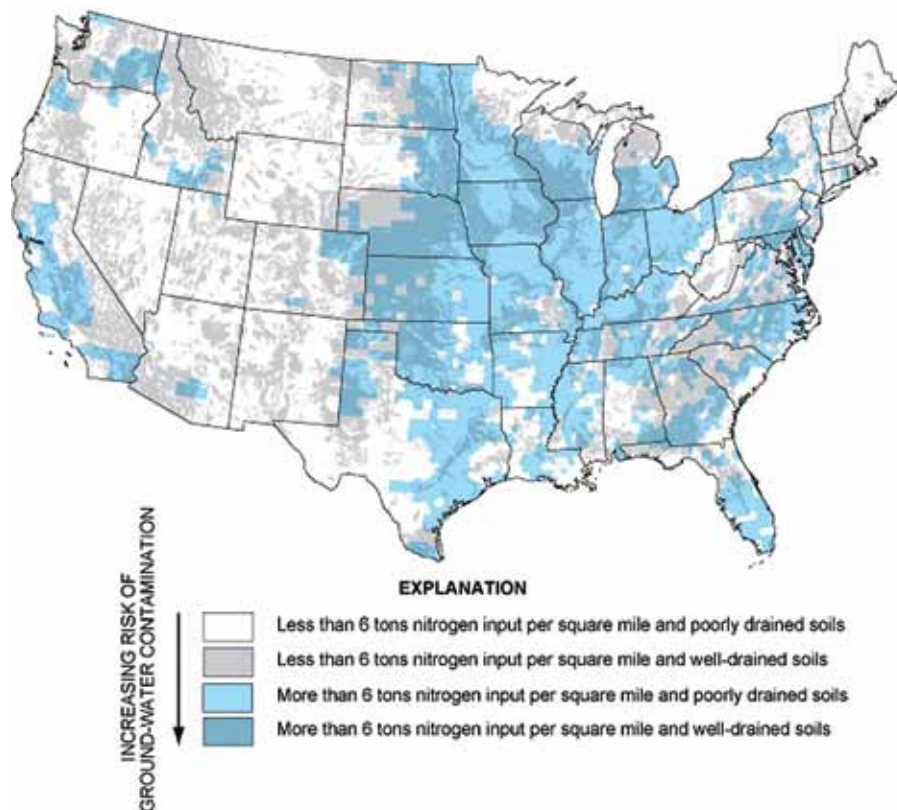 EXPLANATION
INCREASING RISK OF
GROUND-WATER CONTAMINATION
Less than 6 tons nitrogen input per square mile and poorly drained soils
Less than 6 tons nitrogen input per square mile and well-drained soils
More than 6 tons nitrogen input per square mile and poorly drained soils
More than 6 tons nitrogen input per square mile and well-drained soils